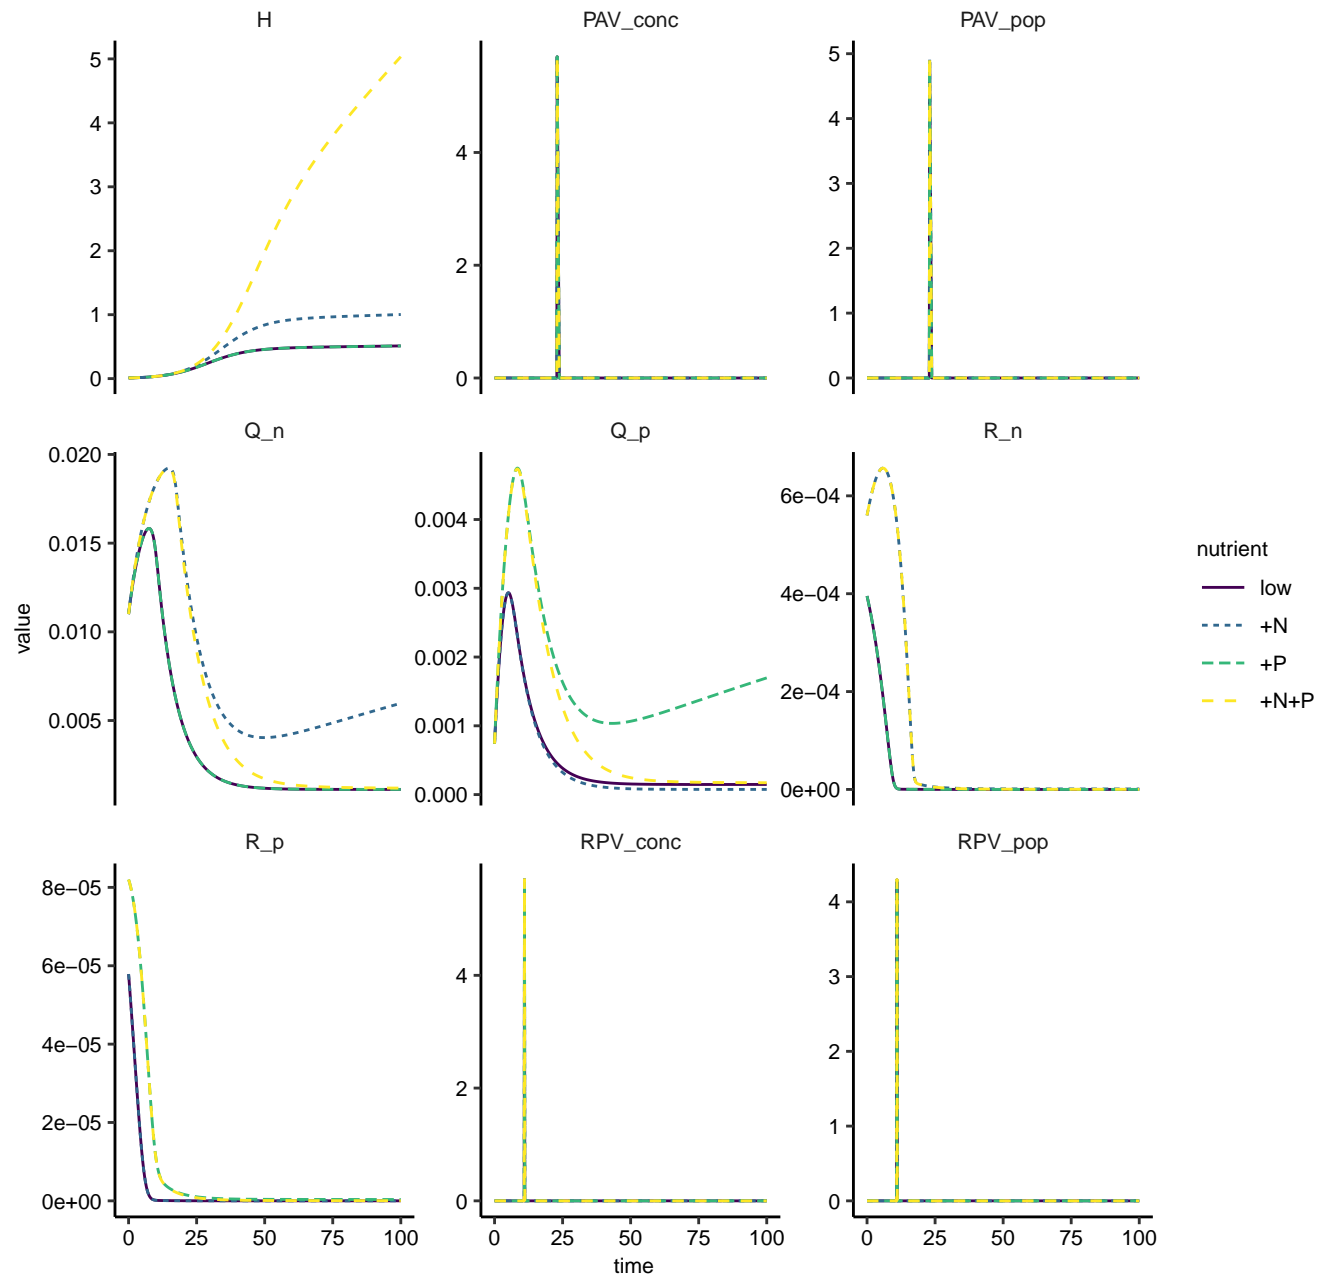 H
PAV_conc
PAV_pop
5
4
3
2
1
0
4
2
0
5
4
3
2
1
0
Q_n
Q_p
R_n
0.020
0.015
0.010
0.005
0.004
0.003
0.002
0.001
0.000
6e−04
4e−04
2e−04
0e+00
value
nutrient
low
+N
+P
+N+P
R_p
RPV_conc
RPV_pop
8e−05
6e−05
4e−05
2e−05
0e+00
4
2
0
4
3
2
1
0
0 25 50 75 100
0 25 50 75 100
0 25 50 75 100
time